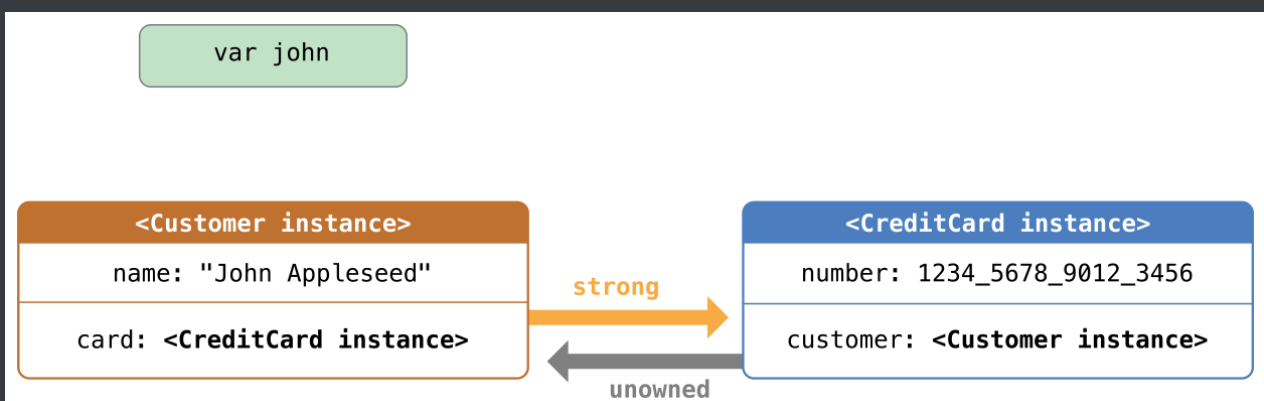 var john
<Customer instance>
<CreditCard instance>
name: "John Appleseed"
number: 1234_5678_9012_3456
strong
card: <CreditCard instance>
customer: <Customer instance>
unowned